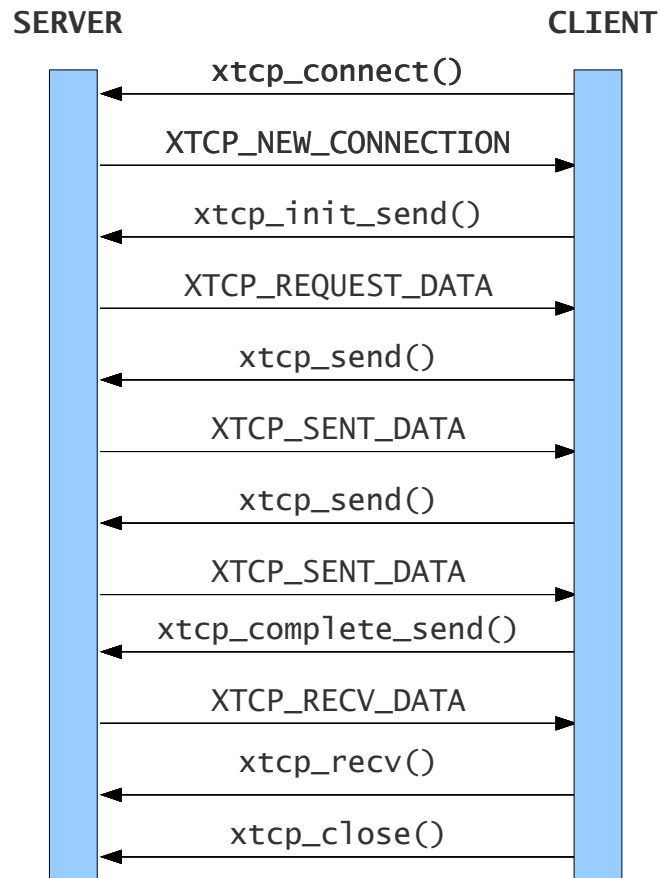 SERVER CLIENT
xtcp_connect()
XTCP_NEW_CONNECTION
xtcp_init_send()
XTCP_REQUEST_DATA
xtcp_send()
XTCP_SENT_DATA
xtcp_send()
XTCP_SENT_DATA
xtcp_complete_send()
XTCP_RECV_DATA
xtcp_recv()
xtcp_close()